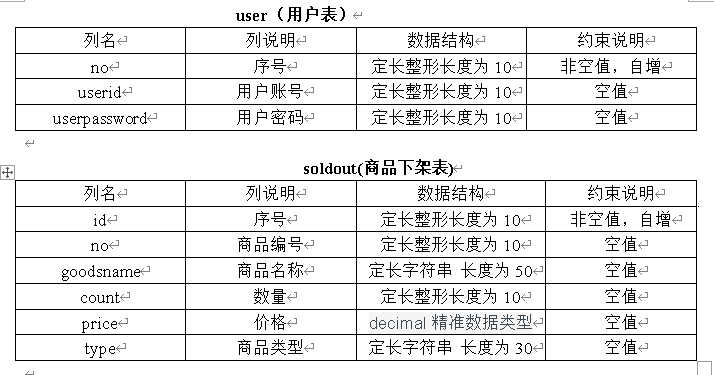 user（用户表）
列名 列说明 数据结构 约束说明
no 序号 定长整形长度为 10 非空值，自增
userid 用户账号 定长整形长度为 10 空值
userpassword 用户密码 定长整形长度为 10 空值
soldout(商品下架表)
列名 列说明 数据结构 约束说明
id 序号 定长整形长度为 10 非空值，自增
no 商品编号 定长整形长度为 10 空值
goodsname 商品名称 定长字符串 长度为 50 空值
count 数量 定长整形长度为 10 空值
price 价格 decimal 精准数据类型 空值
type 商品类型 定长字符串 长度为 30 空值